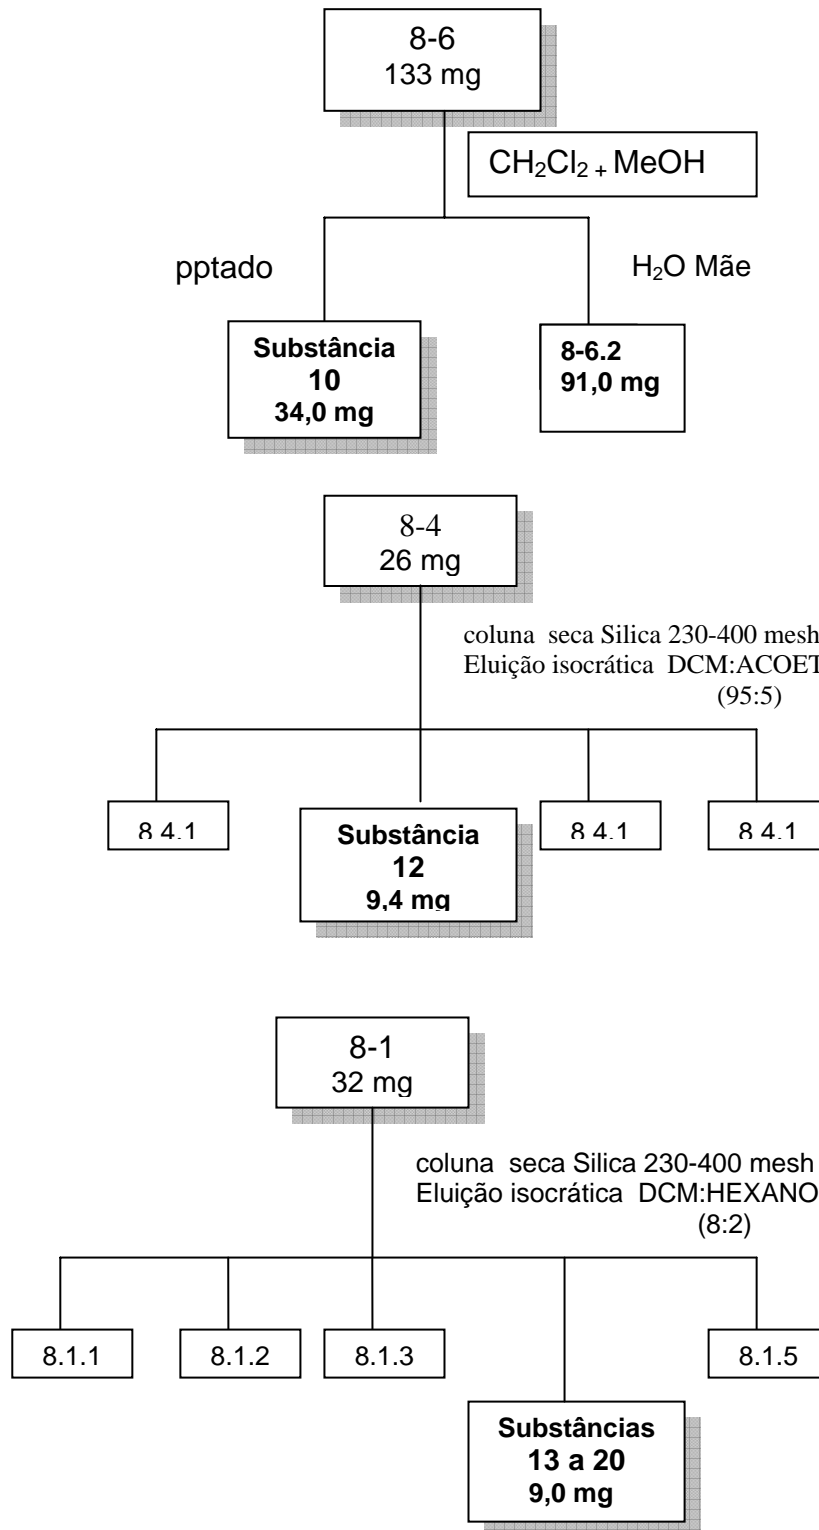 8-6
133 mg
CH₂Cl₂ + MeOH
pptado
H₂O Mãe
Substância
10
34,0 mg
8-6.2
91,0 mg
8-4
26 mg
coluna seca Silica 230-400 mesh
Eluição isocrática DCM:ACOET
(95:5)
8 4.1
Substância
12
9,4 mg
8 4.1
8 4.1
8-1
32 mg
coluna seca Silica 230-400 mesh
Eluição isocrática DCM:HEXANO
(8:2)
8.1.1
8.1.2
8.1.3
8.1.5
Substâncias
13 a 20
9,0 mg